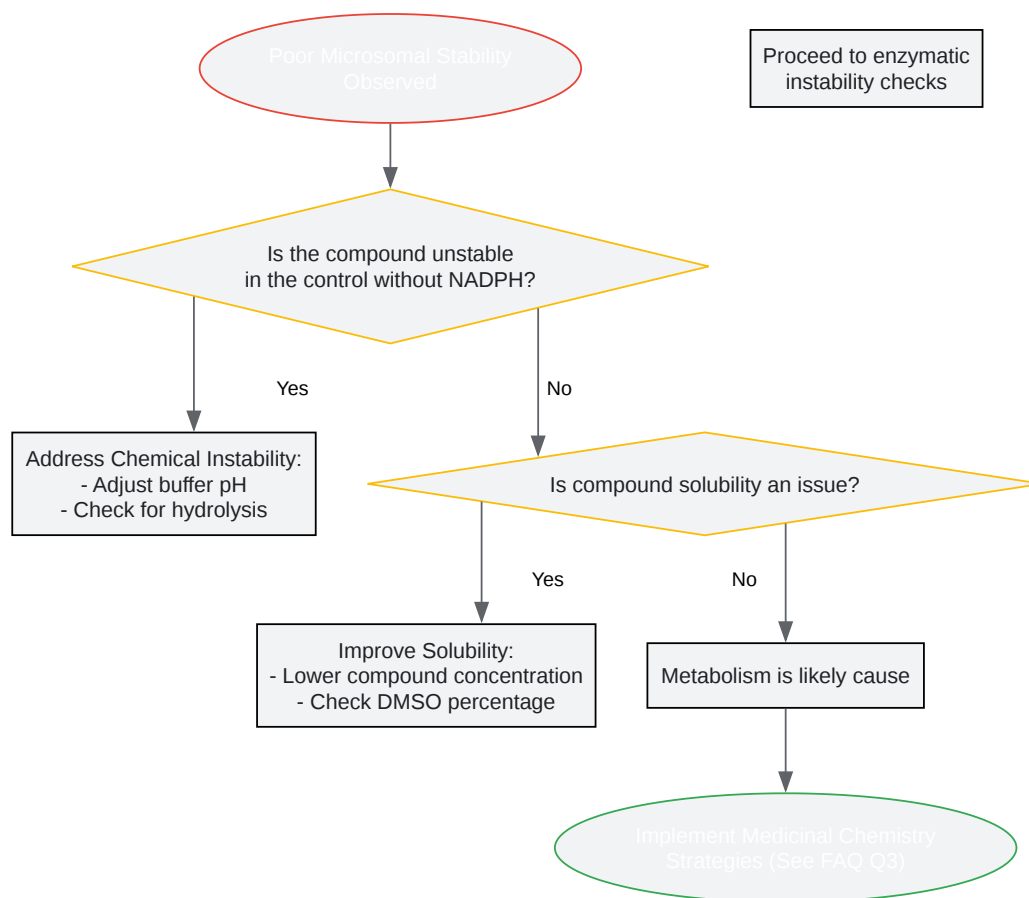 Poor Microsomal Stability
Observed
Proceed to enzymatic
instability checks
Is the compound unstable
in the control without NADPH?
Yes
No
Address Chemical Instability:
- Adjust buffer pH
- Check for hydrolysis
Is compound solubility an issue?
Yes
No
Improve Solubility:
- Lower compound concentration
- Check DMSO percentage
Metabolism is likely cause
Implement Medicinal Chemistry
Strategies (See FAQ Q3)